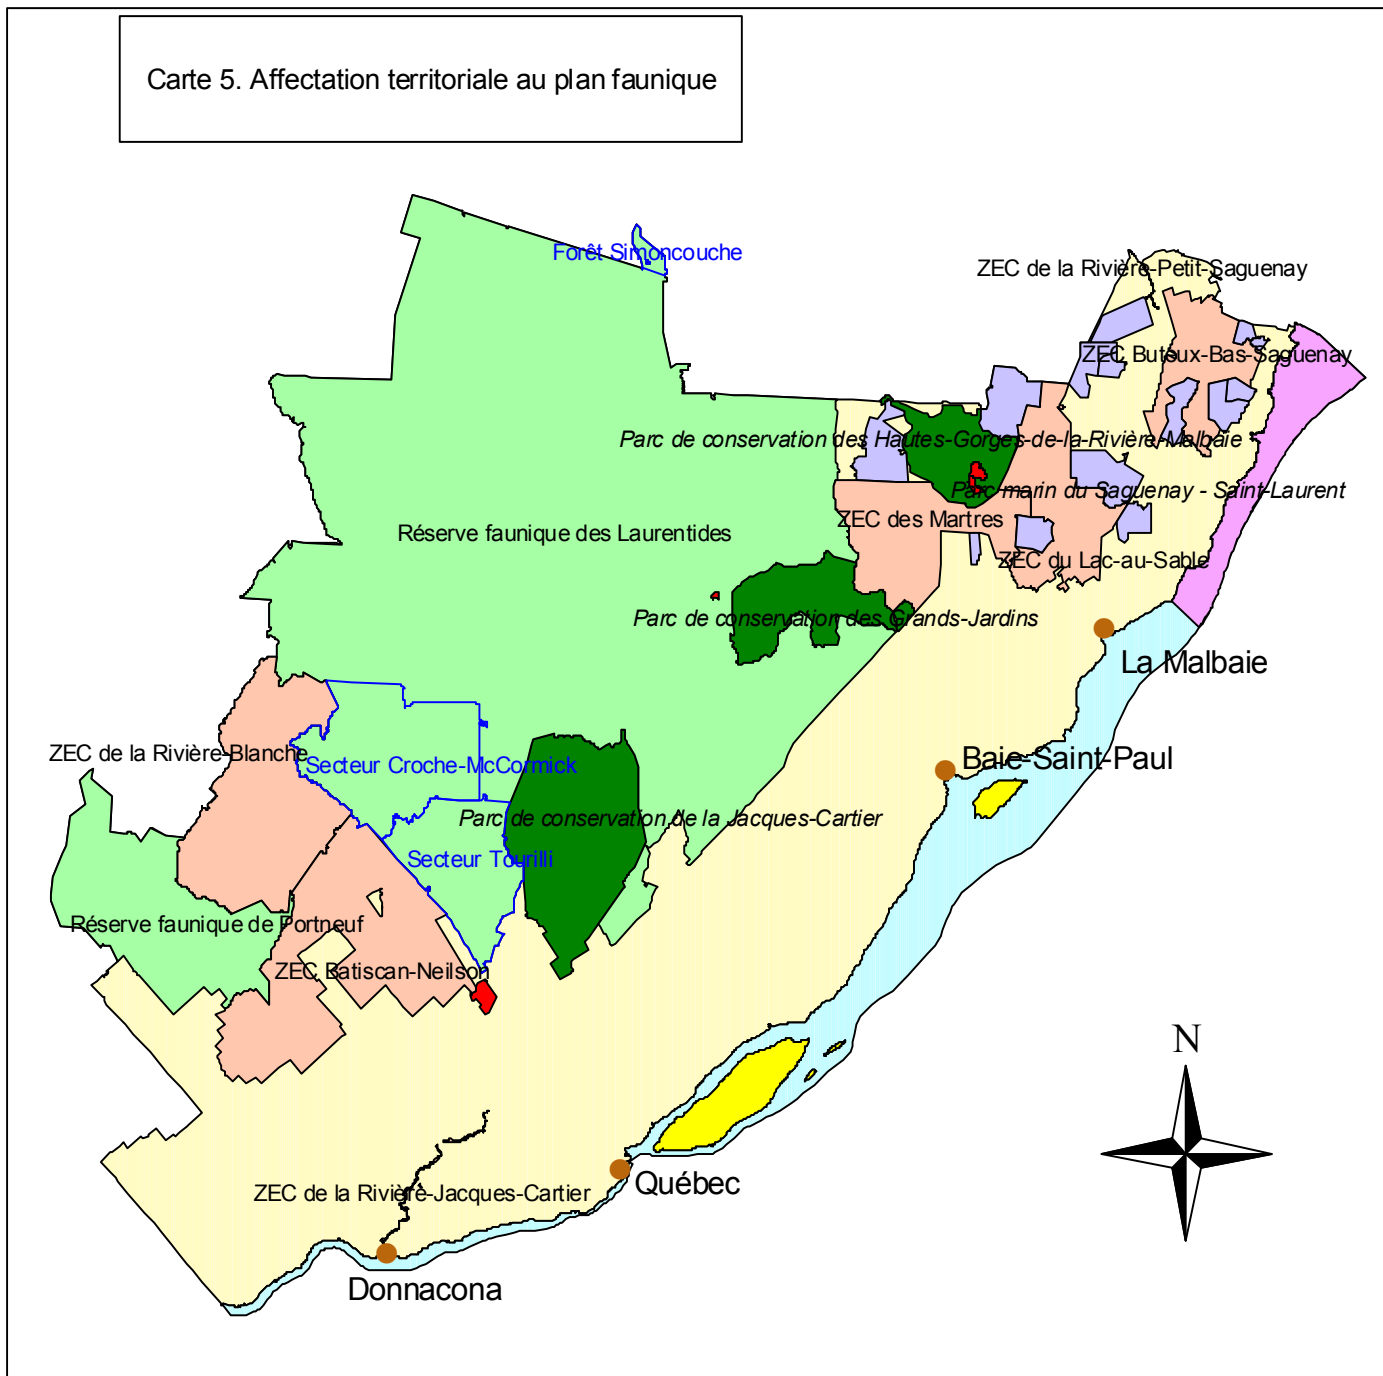 Carte 5. Affectation territoriale au plan faunique
Forêt Simoncouche
ZEC de la Rivière-Petit-Saguenay
ZEC Buteux-Bas-Saguenay
Parc de conservation des Hautes-Gorges-de-la-Rivière-Malbaie
Parc marin du Saguenay - Saint-Laurent
ZEC des Martres
Réserve faunique des Laurentides
ZEC du Lac-au-Sable
Parc de conservation des Grands-Jardins
La Malbaie
ZEC de la Rivière-Blanche
Baie-Saint-Paul
Secteur Croche-McCormick
Parc de conservation de la Jacques-Cartier
Secteur Tourilli
Réserve faunique de Portneuf
ZEC Batiscan-Neilson
N
Québec
ZEC de la Rivière-Jacques-Cartier
Donnacona